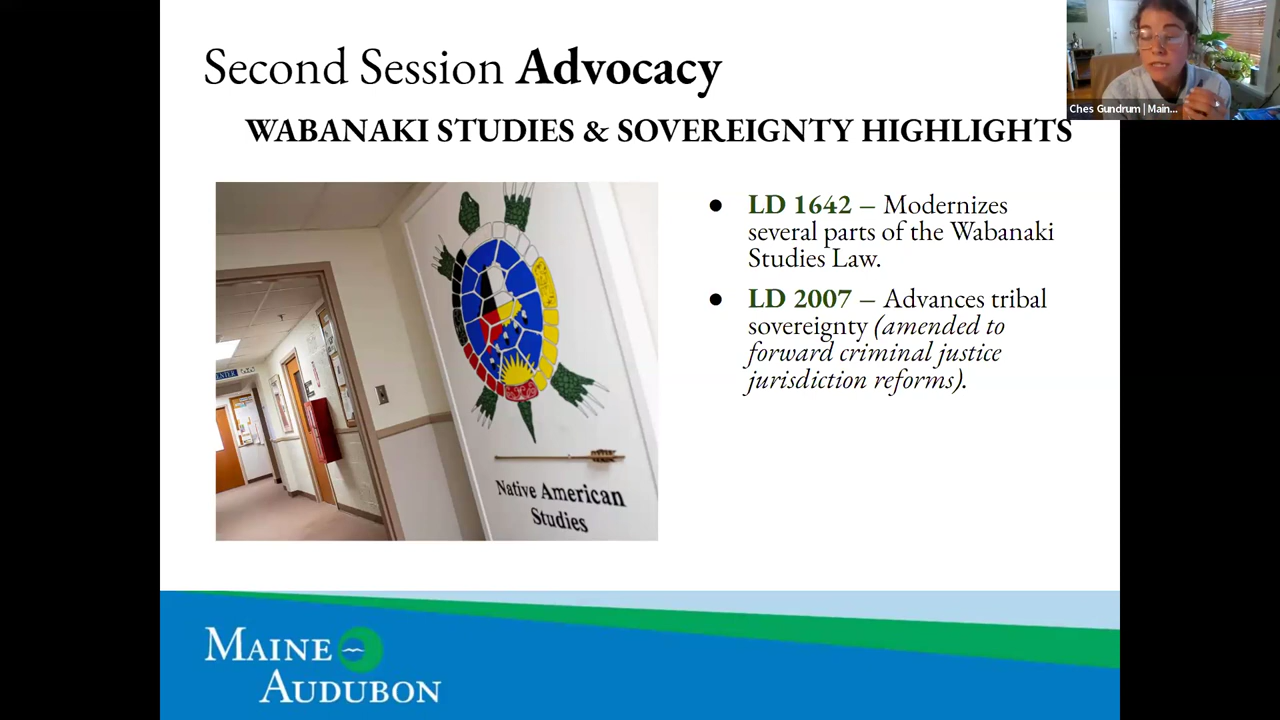 Second Session Advocacy
Ches Gundrum | Main...
WABANAKI STUDIES & SOVEREIGNTY HIGHLIGHTS
● LD 1642 – Modernizes
several parts of the Wabanaki
Studies Law.
● LD 2007 – Advances tribal
sovereignty (amended to
forward criminal justice
jurisdiction reforms).
Native American
Studies
MAINE
AUDUBON